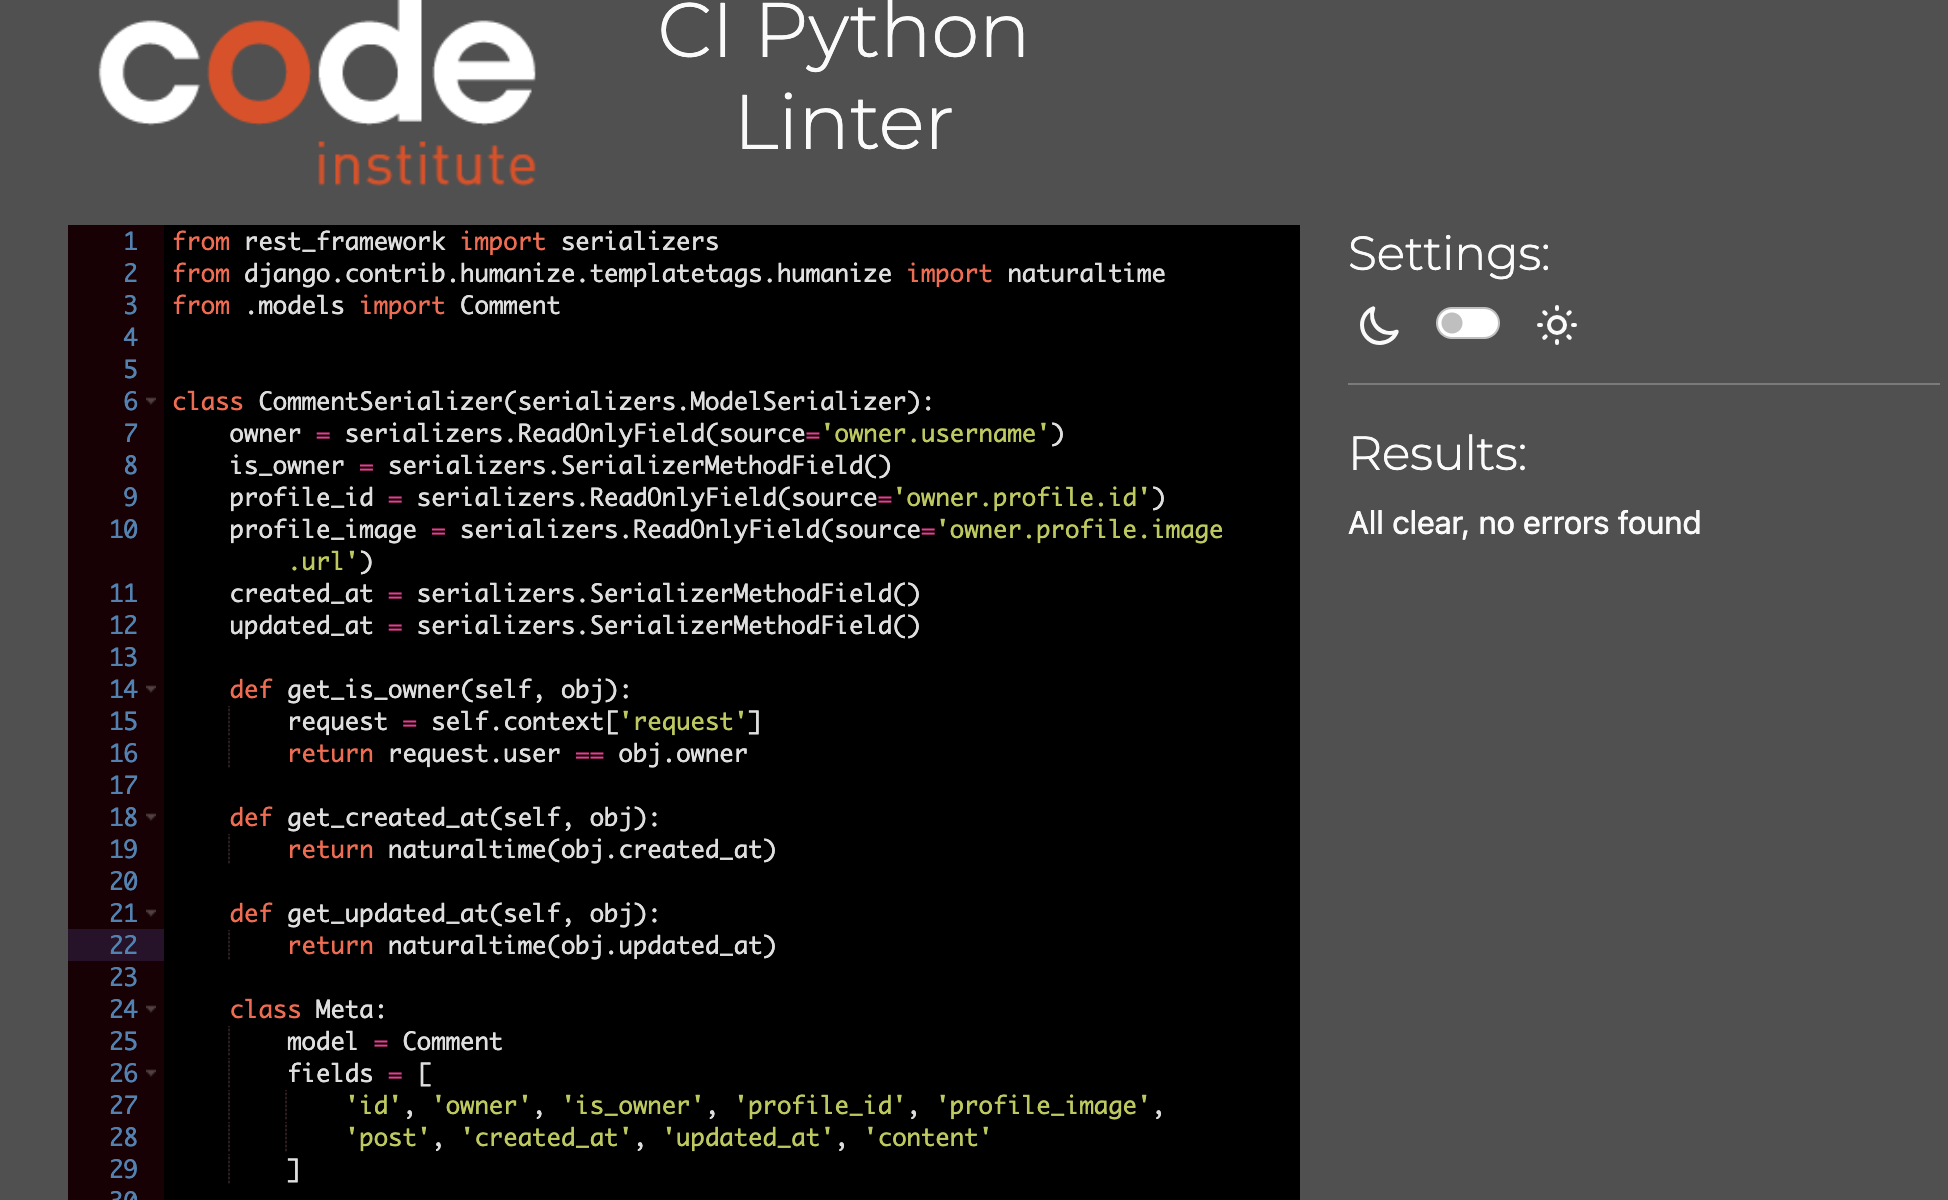 code
institute
CI Python
Linter
1 from rest_framework import serializers
2 from django.contrib.humanize.templatetags.humanize import naturaltime
3 from .models import Comment
4
5
6 class CommentSerializer(serializers.ModelSerializer):
7     owner = serializers.ReadOnlyField(source='owner.username')
8     is_owner = serializers.SerializerMethodField()
9     profile_id = serializers.ReadOnlyField(source='owner.profile.id')
10     profile_image = serializers.ReadOnlyField(source='owner.profile.image
.url')
11     created_at = serializers.SerializerMethodField()
12     updated_at = serializers.SerializerMethodField()
13
14     def get_is_owner(self, obj):
15         request = self.context['request']
16         return request.user == obj.owner
17
18     def get_created_at(self, obj):
19         return naturaltime(obj.created_at)
20
21     def get_updated_at(self, obj):
22         return naturaltime(obj.updated_at)
23
24     class Meta:
25         model = Comment
26         fields = [
27             'id', 'owner', 'is_owner', 'profile_id', 'profile_image',
28             'post', 'created_at', 'updated_at', 'content'
29         ]
30
Settings:
Results:
All clear, no errors found